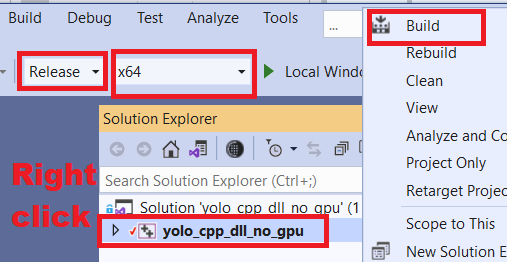 Build Debug Test Analyze Tools ...
Release x64 Local Windo
Solution Explorer
Search Solution Explorer (Ctrl+;)
Solution 'yolo_cpp_dll_no_gpu' (1
yolo_cpp_dll_no_gpu
Right
click
Build
Rebuild
Clean
View
Analyze and Co
Project Only
Retarget Projec
Scope to This
New Solution E